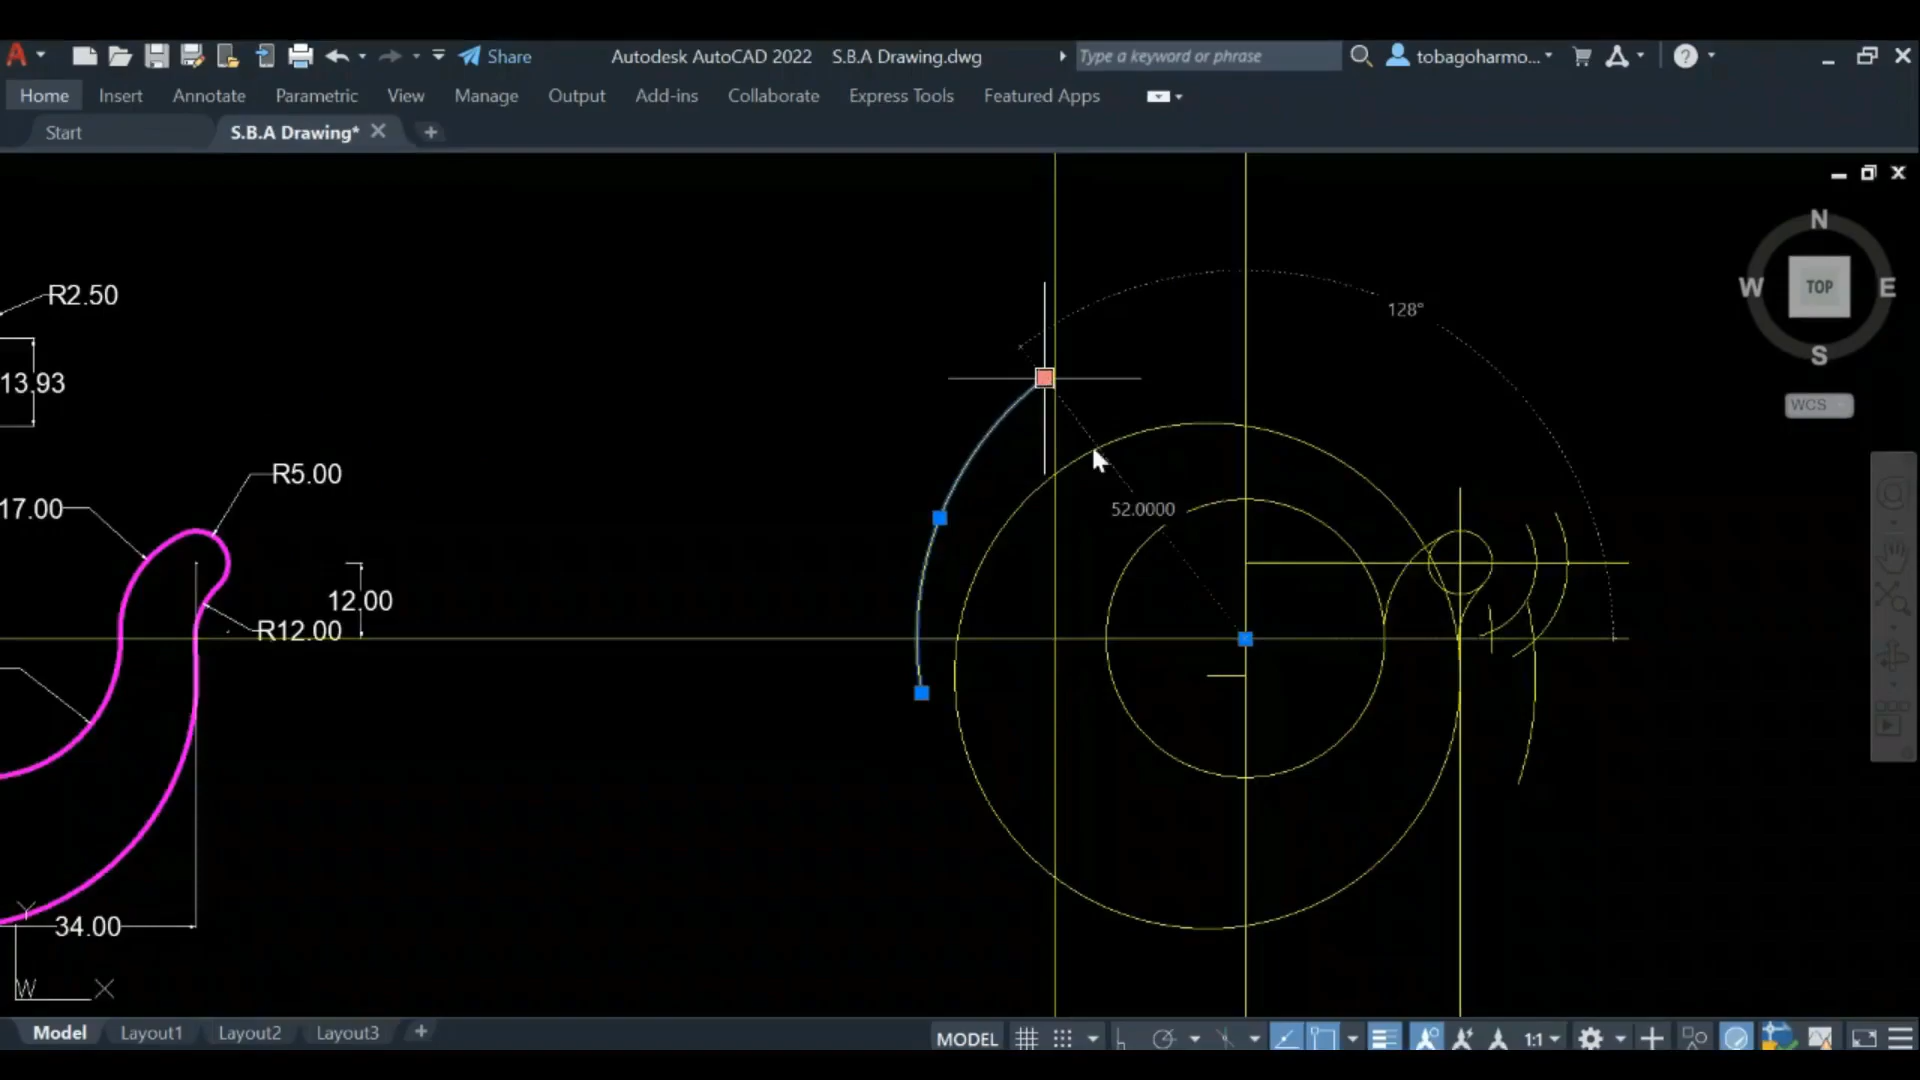 Share
Autodesk AutoCAD 2022 S.B.A Drawing.dwg
Type a keyword or phrase
tobagoharmo...
Home Insert Annotate Parametric View Manage Output Add-ins Collaborate Express Tools Featured Apps
Start
S.B.A Drawing*
N
W TOP E
S
WCS
R2.50
128°
13.93
R5.00
17.00
52.0000
12.00
R12.00
34.00
Y
W X
Model Layout1 Layout2 Layout3
MODEL
1:1